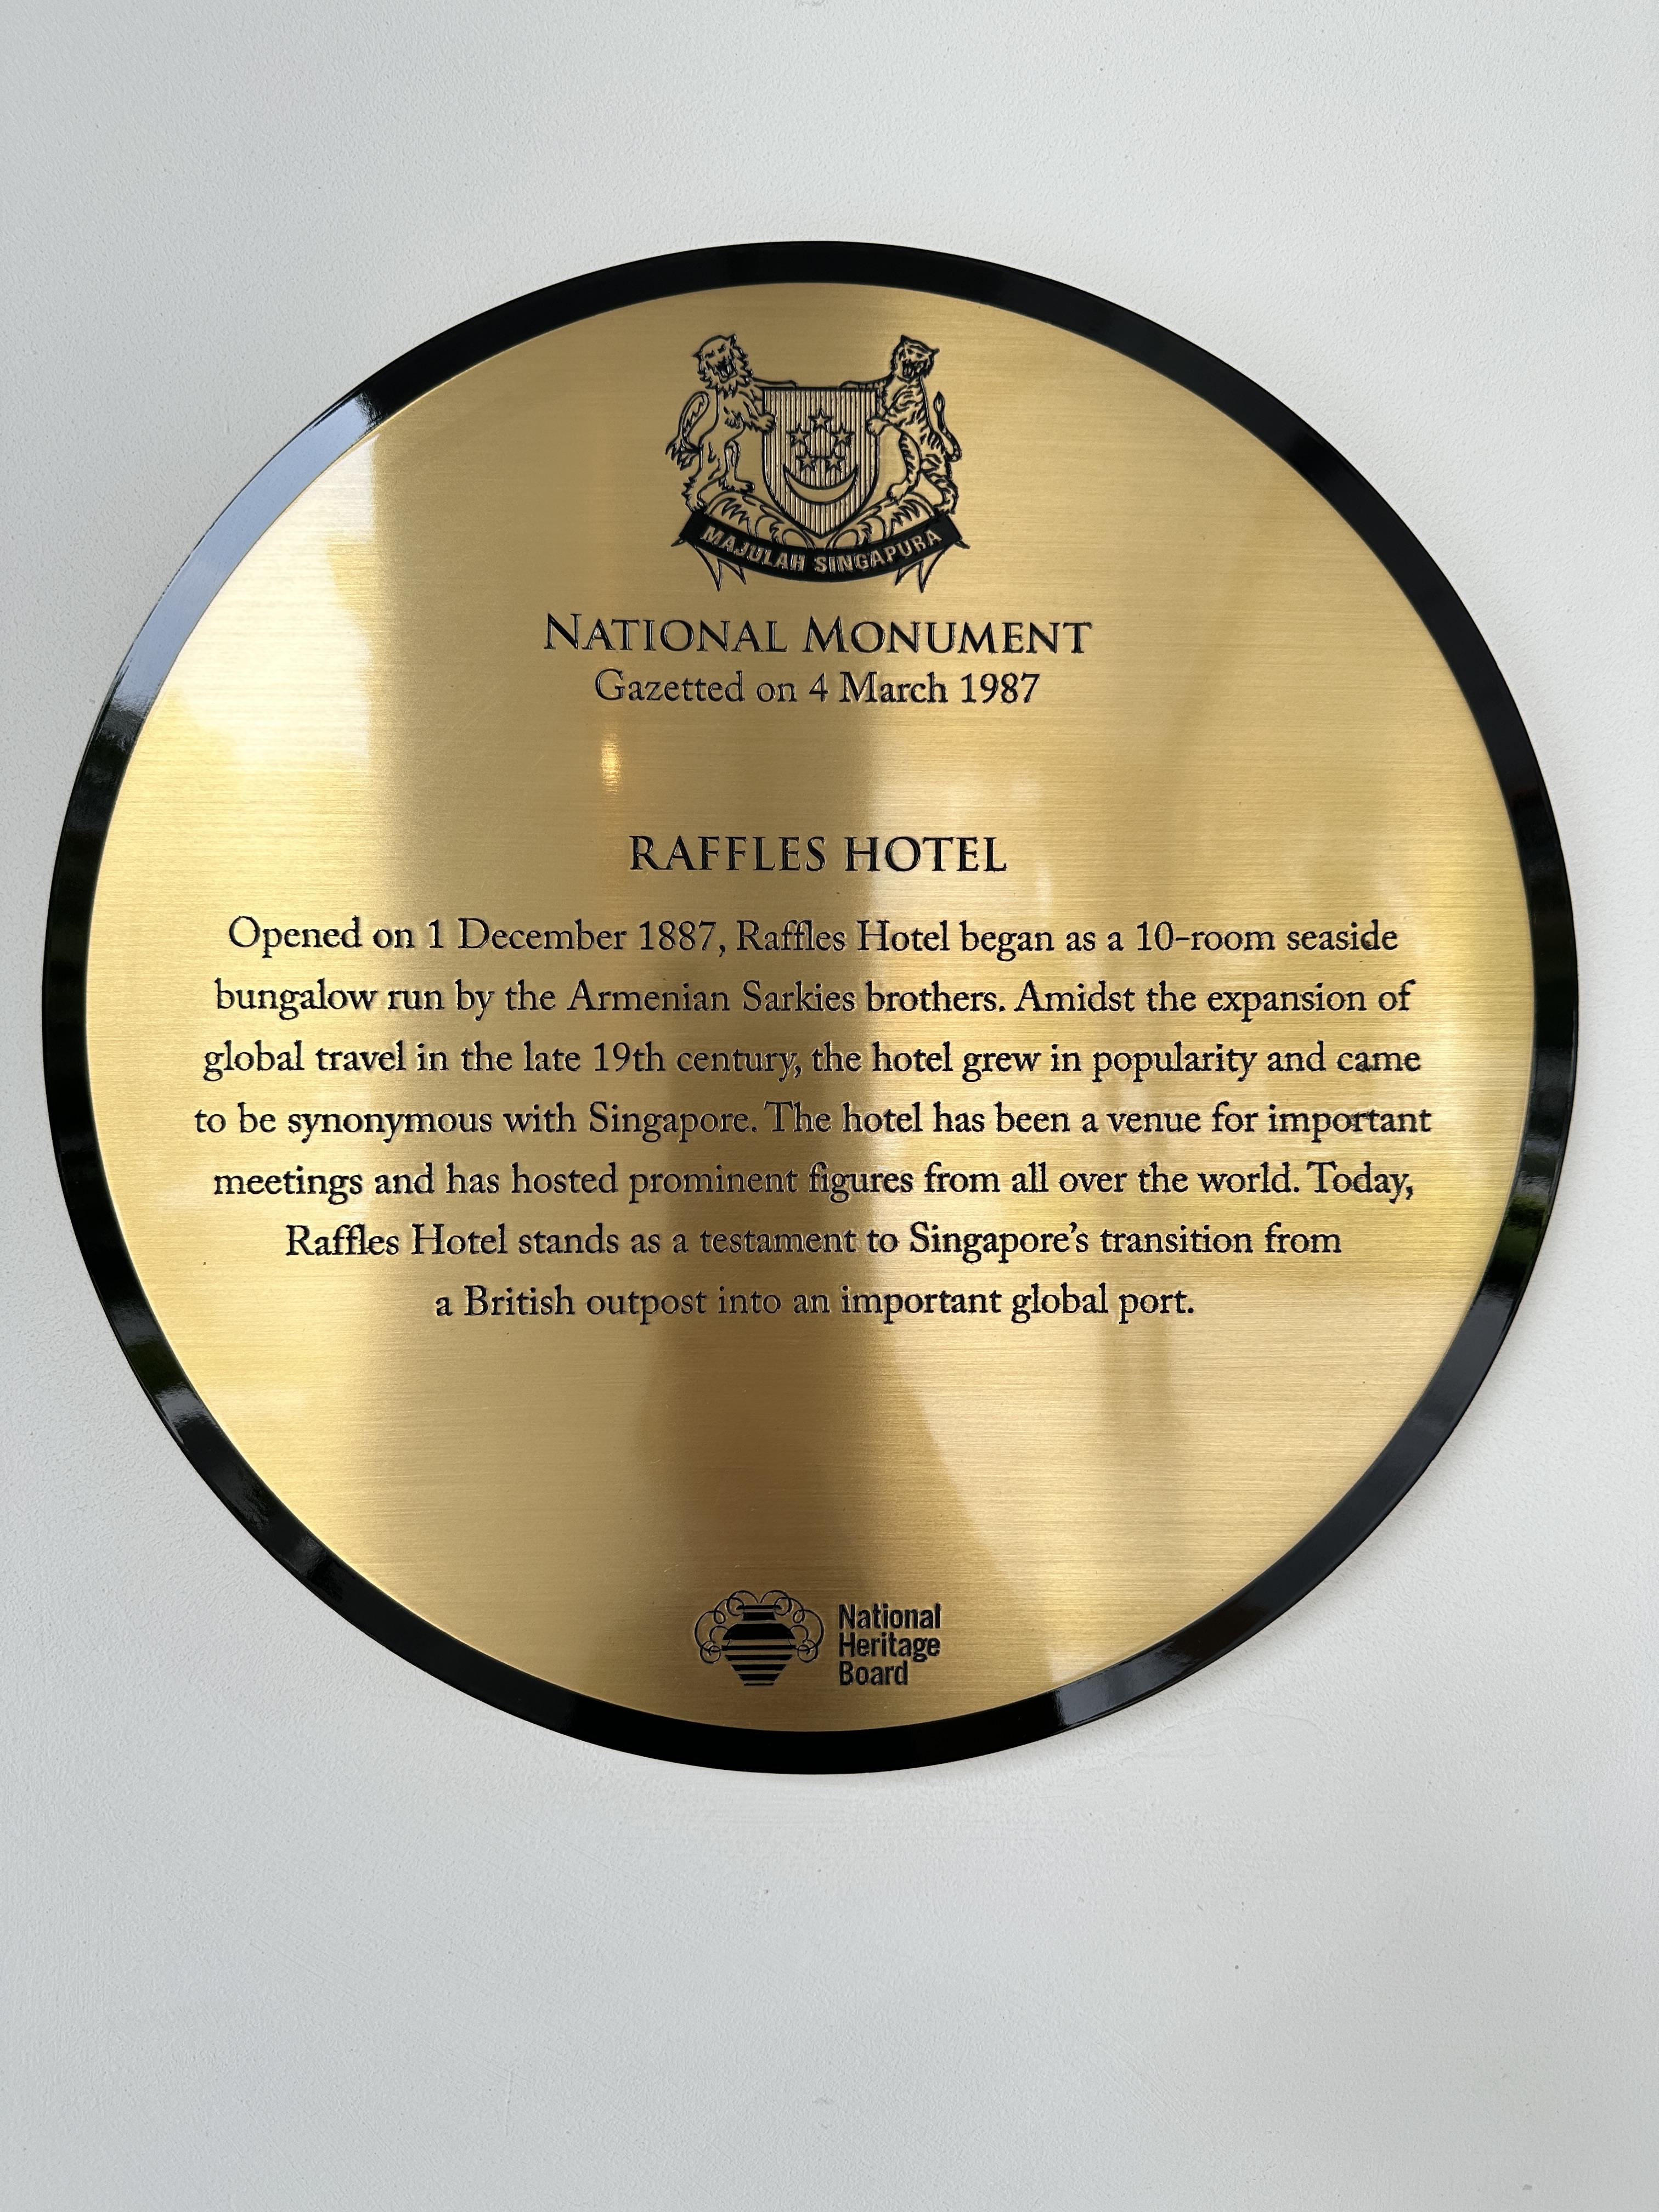 MAJULAH SINGAPURA
NATIONAL MONUMENT
Gazetted on 4 March 1987
RAFFLES HOTEL
Opened on 1 December 1887, Raffles Hotel began as a 10-room seaside
bungalow run by the Armenian Sarkies brothers. Amidst the expansion of
global travel in the late 19th century, the hotel grew in popularity and came
to be synonymous with Singapore. The hotel has been a venue for important
meetings and has hosted prominent figures from all over the world. Today,
Raffles Hotel stands as a testament to Singapore’s transition from
a British outpost into an important global port.
National
Heritage
Board